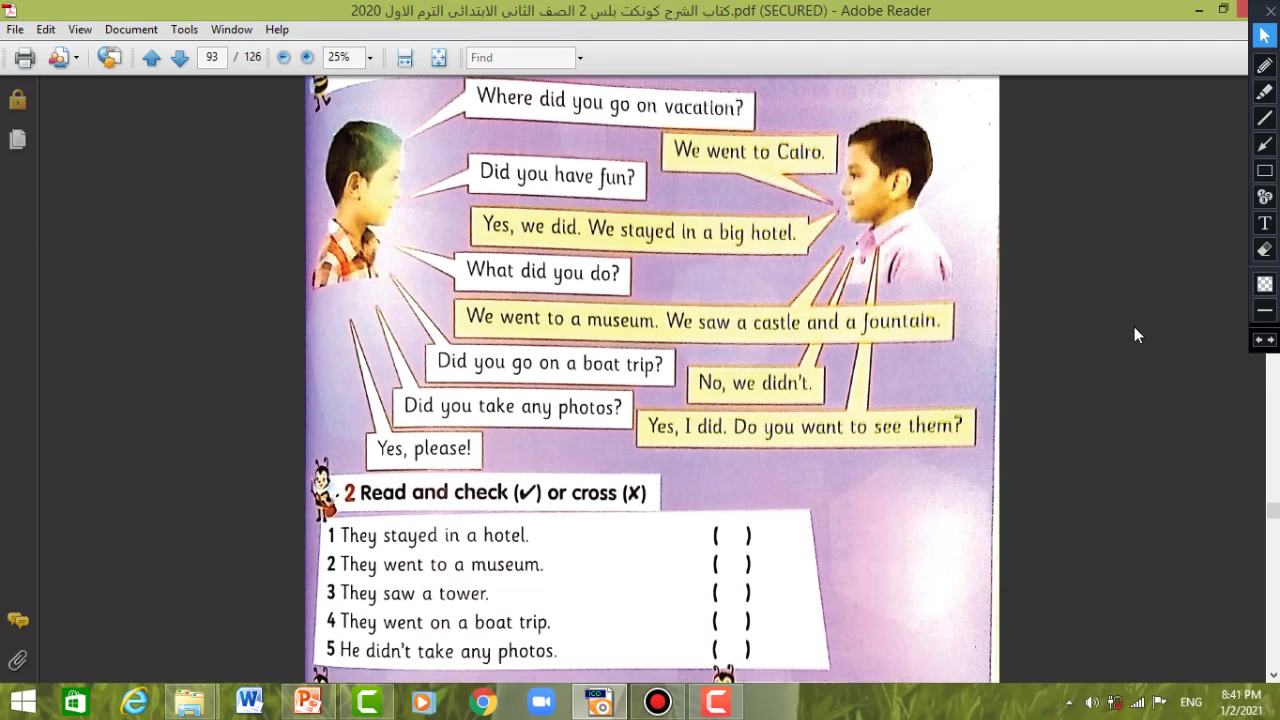 كتاب الشرح كونكت بلس 2 الصف الثانى الابتدائى الترم الاول 2020.pdf (SECURED) - Adobe Reader
File Edit View Document Tools Window Help
93 / 126 25% Find
Where did you go on vacation?
We went to Cairo.
Did you have fun?
Yes, we did. We stayed in a big hotel.
What did you do?
We went to a museum. We saw a castle and a fountain.
Did you go on a boat trip?
No, we didn't.
Did you take any photos?
Yes, I did. Do you want to see them?
Yes, please!
2 Read and check (✔) or cross (✘)
1 They stayed in a hotel. ( )
2 They went to a museum. ( )
3 They saw a tower. ( )
4 They went on a boat trip. ( )
5 He didn't take any photos. ( )
ENG
8:41 PM
1/2/2021